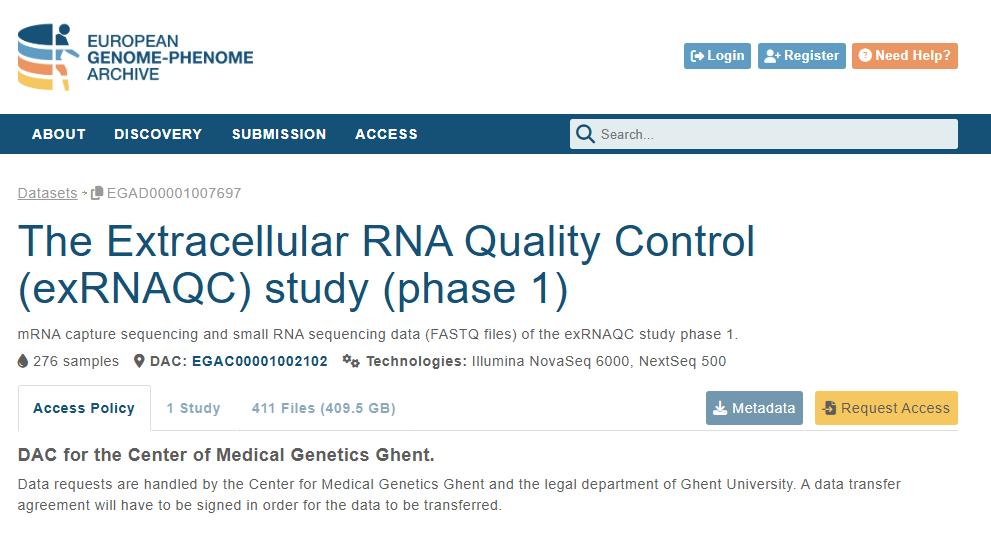 EUROPEAN
GENOME-PHENOME
ARCHIVE
Login
Register
Need Help?
ABOUT
DISCOVERY
SUBMISSION
ACCESS
Search...
Datasets
EGAD00001007697
The Extracellular RNA Quality Control
(exRNAQC) study (phase 1)
mRNA capture sequencing and small RNA sequencing data (FASTQ files) of the exRNAQC study phase 1.
276 samples DAC: EGAC00001002102 Technologies: Illumina NovaSeq 6000, NextSeq 500
Access Policy
1 Study
411 Files (409.5 GB)
Metadata
Request Access
DAC for the Center of Medical Genetics Ghent.
Data requests are handled by the Center for Medical Genetics Ghent and the legal department of Ghent University. A data transfer
agreement will have to be signed in order for the data to be transferred.